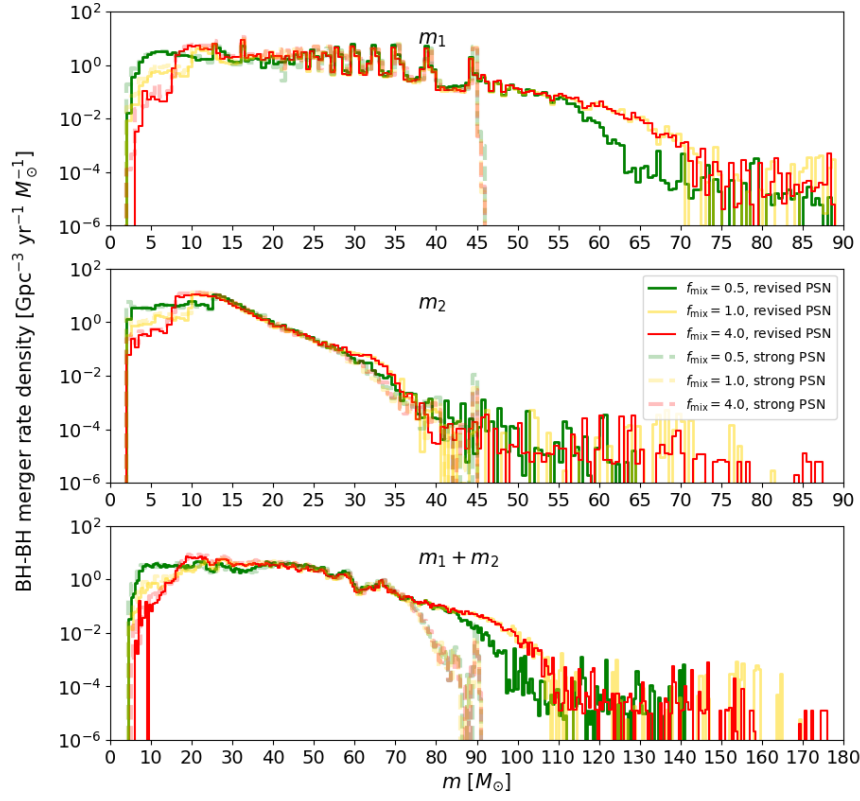 BH-BH merger rate density [Gpc⁻³ yr⁻¹ M⊙⁻¹]
m₁
10²
10⁰
10⁻²
10⁻⁴
10⁻⁶
0 5 10 15 20 25 30 35 40 45 50 55 60 65 70 75 80 85 90
m₂
10²
10⁰
10⁻²
10⁻⁴
10⁻⁶
f_mix = 0.5, revised PSN
f_mix = 1.0, revised PSN
f_mix = 4.0, revised PSN
f_mix = 0.5, strong PSN
f_mix = 1.0, strong PSN
f_mix = 4.0, strong PSN
0 5 10 15 20 25 30 35 40 45 50 55 60 65 70 75 80 85 90
m₁ + m₂
10²
10⁰
10⁻²
10⁻⁴
10⁻⁶
0 10 20 30 40 50 60 70 80 90 100 110 120 130 140 150 160 170 180
m [M⊙]